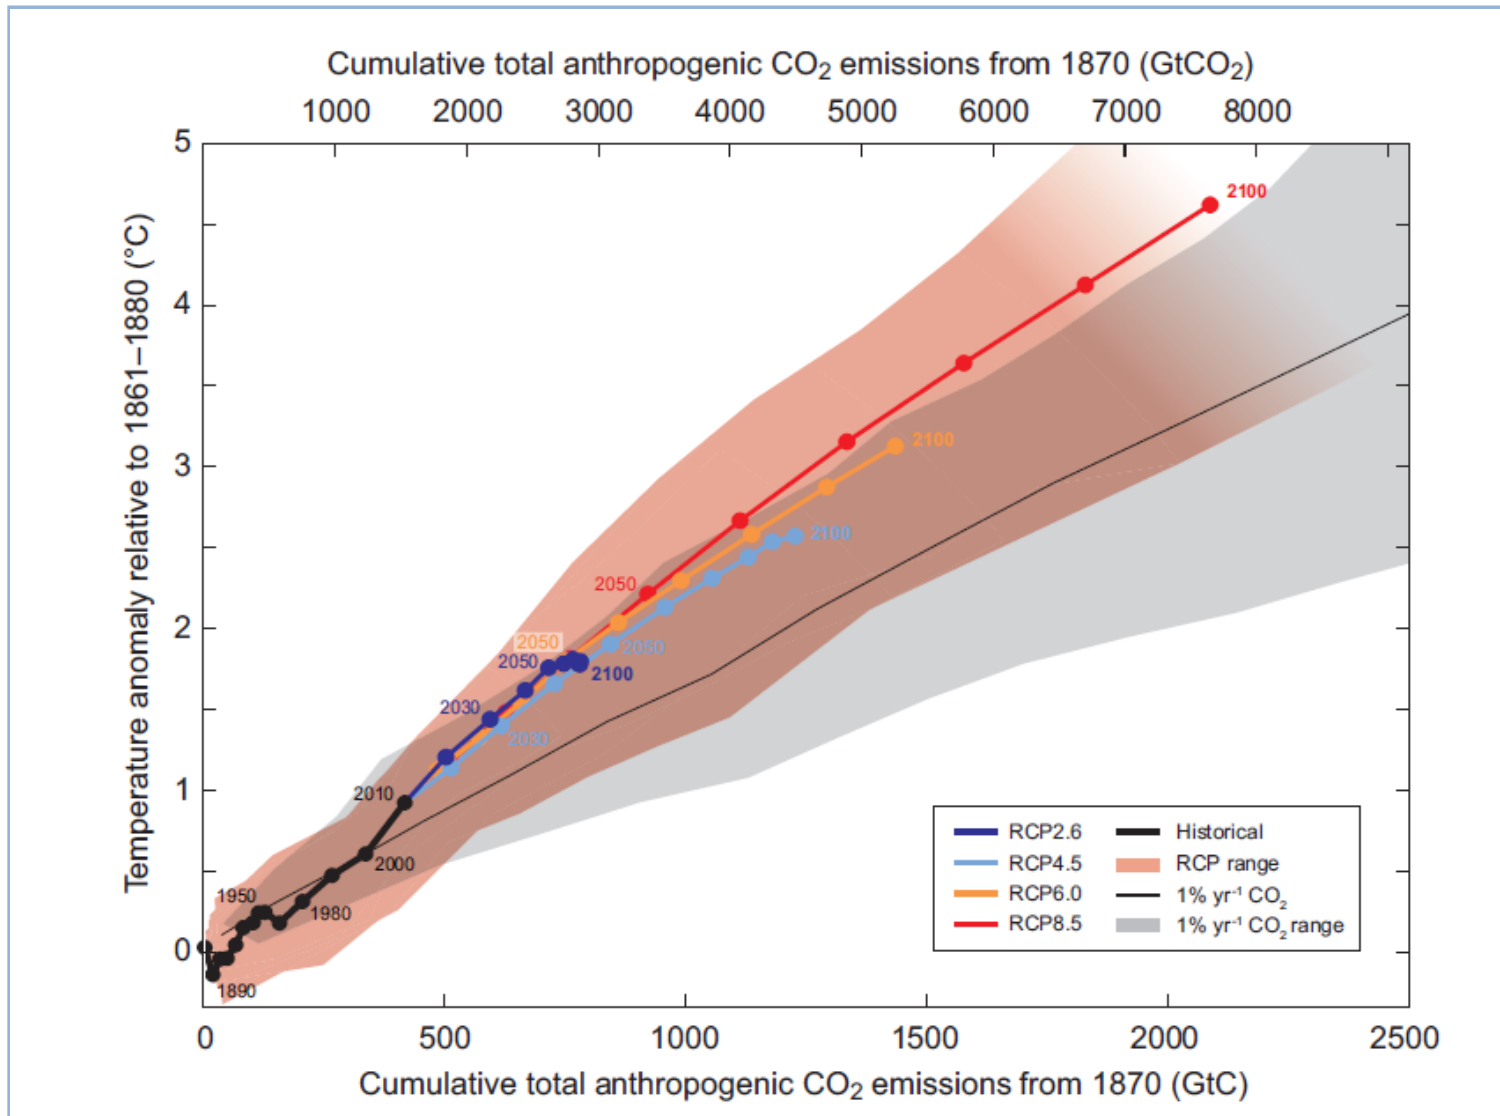 Cumulative total anthropogenic CO₂ emissions from 1870 (GtCO₂)
1000 2000 3000 4000 5000 6000 7000 8000
Temperature anomaly relative to 1861–1880 (°C)
5
4
3
2
1
0
2100
2100
2100
2050
2050
2050
2050
2100
2030
2030
2010
2000
1950
1980
1890
RCP2.6 Historical
RCP4.5 RCP range
RCP6.0 1% yr⁻¹ CO₂
RCP8.5 1% yr⁻¹ CO₂ range
0 500 1000 1500 2000 2500
Cumulative total anthropogenic CO₂ emissions from 1870 (GtC)